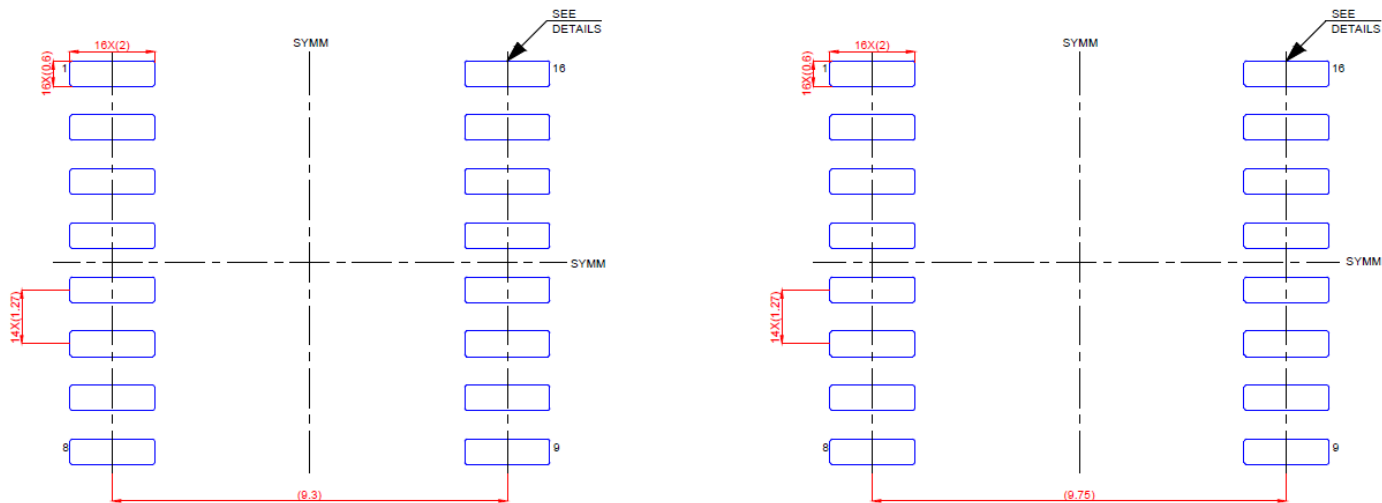 SEE
DETAILS
SYMM
16X(2)
16X(0.6)
1
16
SYMM
14X(1.27)
8
9
(9.3)
SEE
DETAILS
SYMM
16X(2)
16X(0.6)
1
16
SYMM
14X(1.27)
8
9
(9.75)